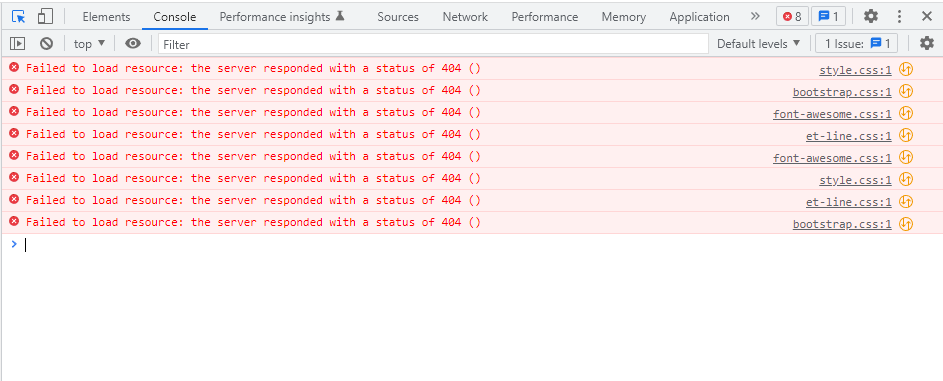 Elements Console Performance insights Sources Network Performance Memory Application » 8 1
top Filter Default levels 1 Issue: 1
Failed to load resource: the server responded with a status of 404 () style.css:1
Failed to load resource: the server responded with a status of 404 () bootstrap.css:1
Failed to load resource: the server responded with a status of 404 () font-awesome.css:1
Failed to load resource: the server responded with a status of 404 () et-line.css:1
Failed to load resource: the server responded with a status of 404 () font-awesome.css:1
Failed to load resource: the server responded with a status of 404 () style.css:1
Failed to load resource: the server responded with a status of 404 () et-line.css:1
Failed to load resource: the server responded with a status of 404 () bootstrap.css:1